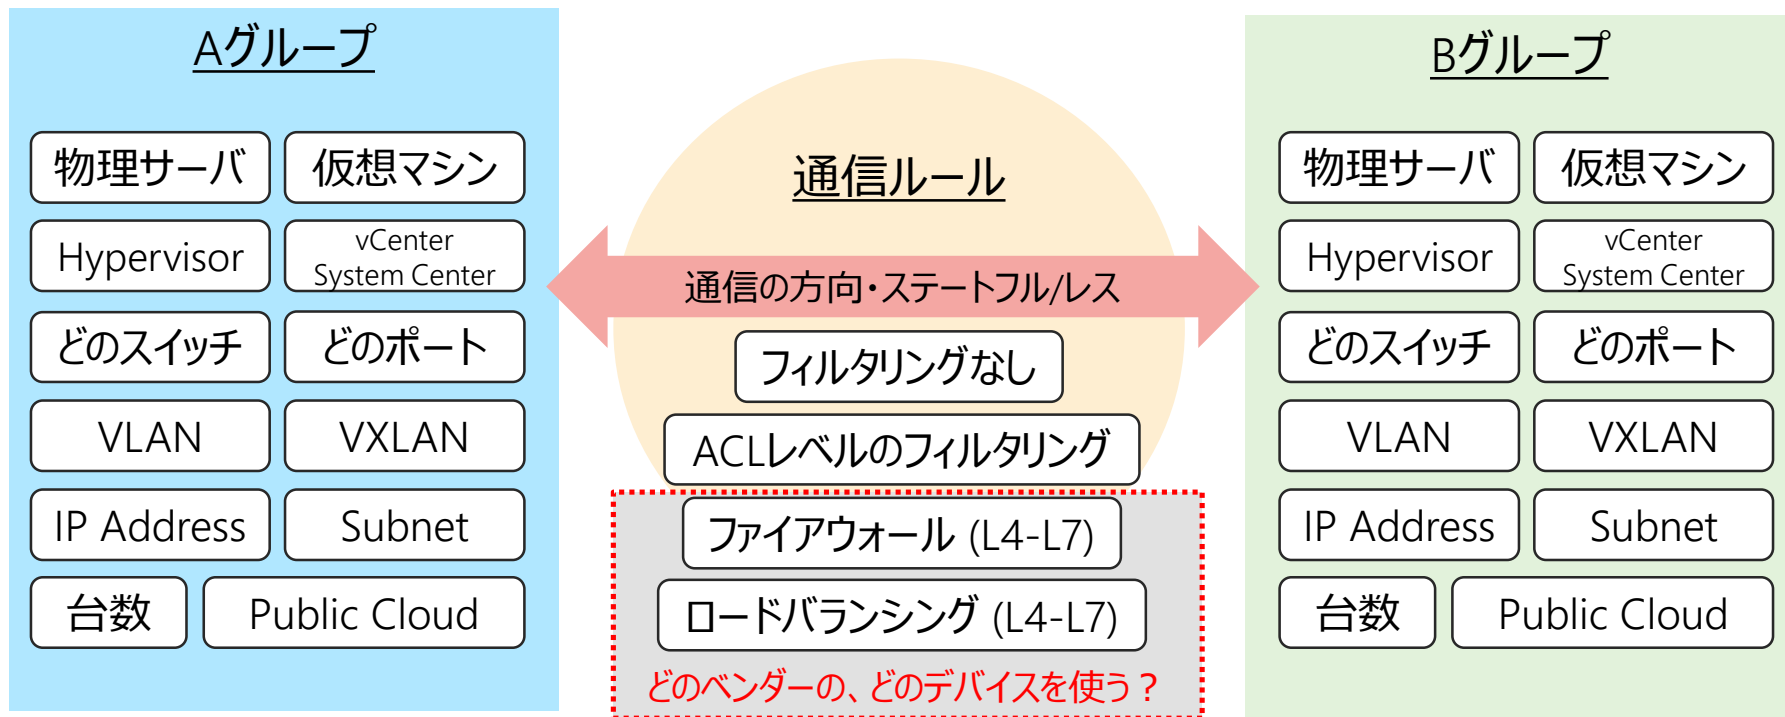 Aグループ
物理サーバ
仮想マシン
Hypervisor
vCenter
System Center
どのスイッチ
どのポート
VLAN
VXLAN
IP Address
Subnet
台数
Public Cloud
通信ルール
通信の方向・ステートフル/レス
フィルタリングなし
ACLレベルのフィルタリング
ファイアウォール (L4-L7)
ロードバランシング (L4-L7)
どのベンダーの、どのデバイスを使う？
Bグループ
物理サーバ
仮想マシン
Hypervisor
vCenter
System Center
どのスイッチ
どのポート
VLAN
VXLAN
IP Address
Subnet
台数
Public Cloud